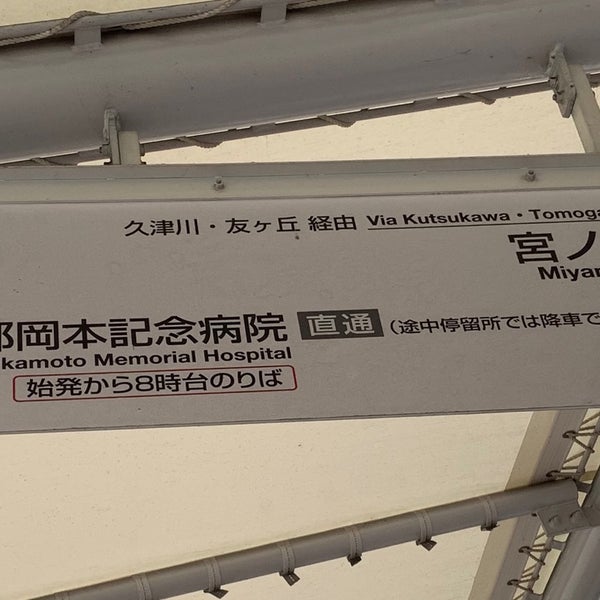 久津川・友ヶ丘 経由 Via Kutsukawa・Tomoga
宮ノ
Miyam
都岡本記念病院 直通 (途中停留所では降車で
kamoto Memorial Hospital
始発から8時台のりば